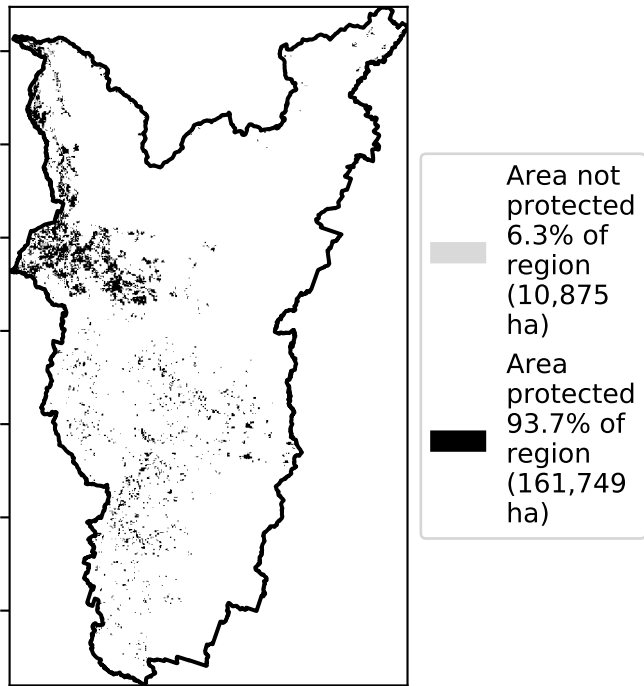 Area not
protected
6.3% of
region
(10,875
ha)
Area
protected
93.7% of
region
(161,749
ha)